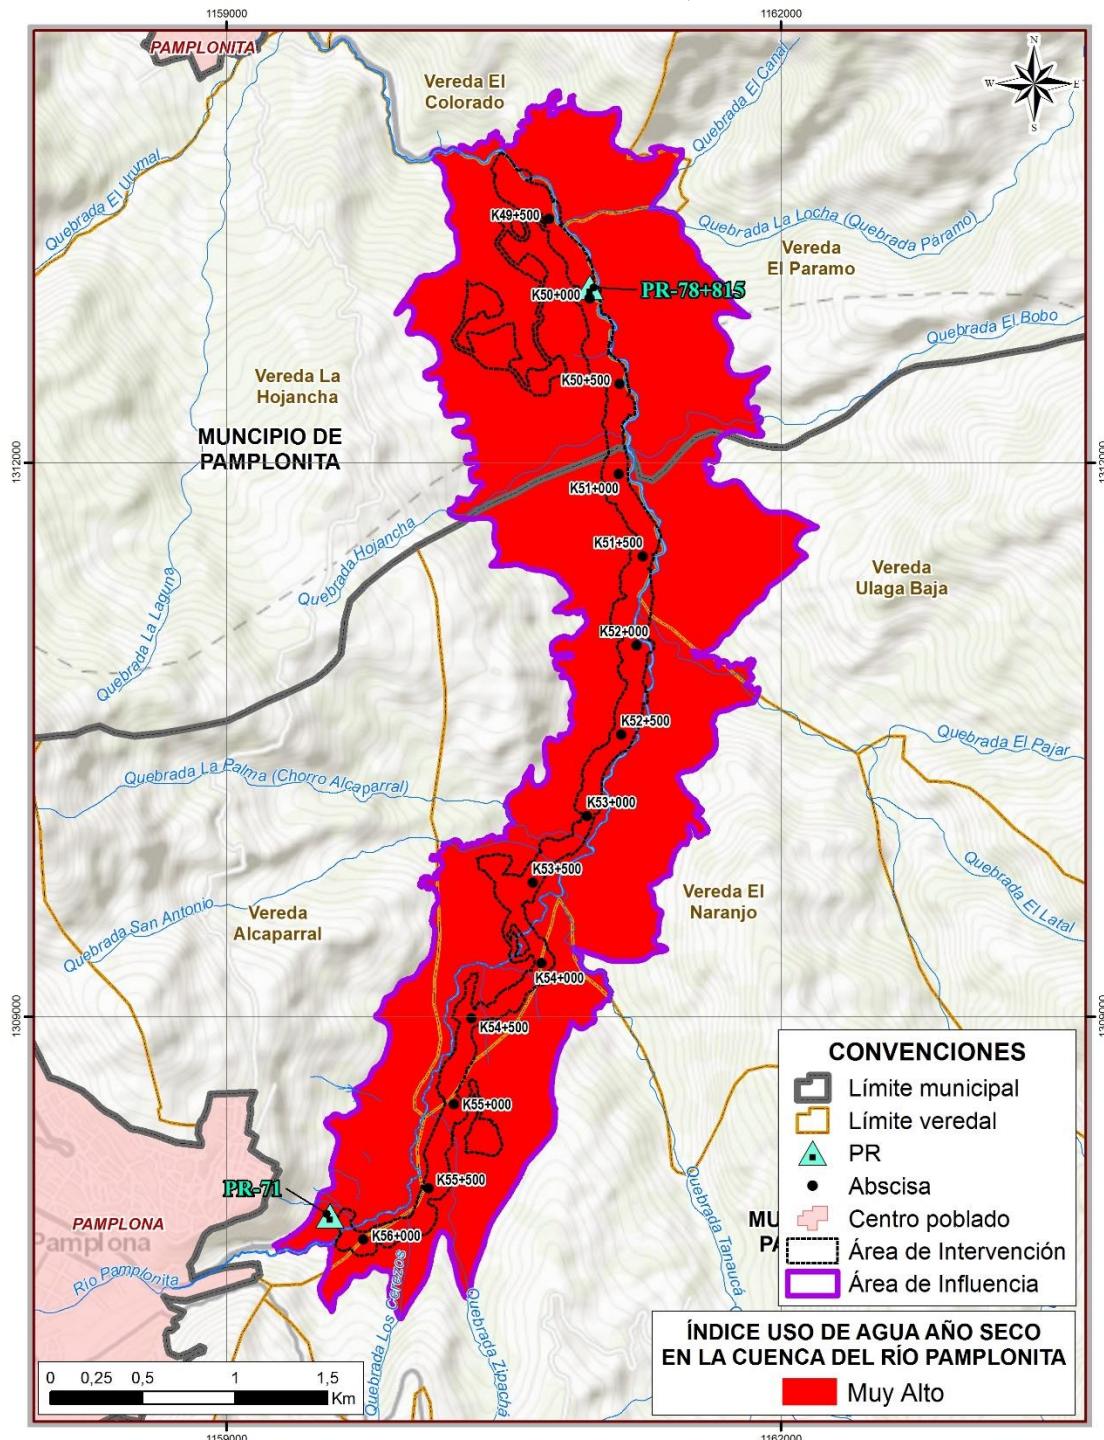 1159000
1162000
PAMPLONITA
Vereda El
Colorado
N
W
E
S
Quebrada El Canal
Quebrada El Urumal
K49+500
Quebrada La Locha (Quebrada Páramo)
Vereda
El Paramo
K50+000
PR-78+815
Quebrada El Bobo
Vereda La
Hojancha
K50+500
MUNCIPIO DE
PAMPLONITA
1312000
1312000
K51+000
Quebrada Hojancha
K51+500
Vereda
Ulaga Baja
Quebrada La Laguna
K52+000
K52+500
Quebrada El Pajar
Quebrada La Palma (Chorro Alcaparral)
K53+000
K53+500
Vereda El
Naranjo
Quebrada El Latal
Quebrada San Antonio
Vereda
Alcaparral
K54+000
1309000
1309000
K54+500
K55+000
K55+500
PR-71
PAMPLONA
Pamplona
K56+000
Río Pamplonita
Quebrada Los Cerezos
Quebrada Zipachá
Quebrada Tanaucá
MU
PA
CONVENCIONES
Límite municipal
Límite veredal
PR
Abscisa
Centro poblado
Área de Intervención
Área de Influencia
ÍNDICE USO DE AGUA AÑO SECO
EN LA CUENCA DEL RÍO PAMPLONITA
Muy Alto
0 0,25 0,5 1 1,5
Km
1159000
1162000